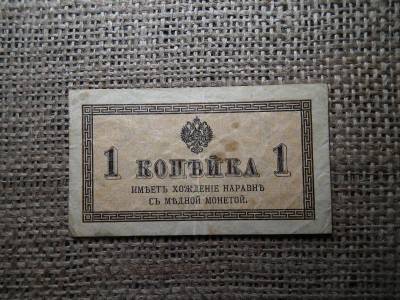 1 КОПѢЙКА 1
ИМѢЕТЪ ХОЖДЕНІЕ НАРАВНѢ
СЪ МѢДНОЙ МОНЕТОЙ.